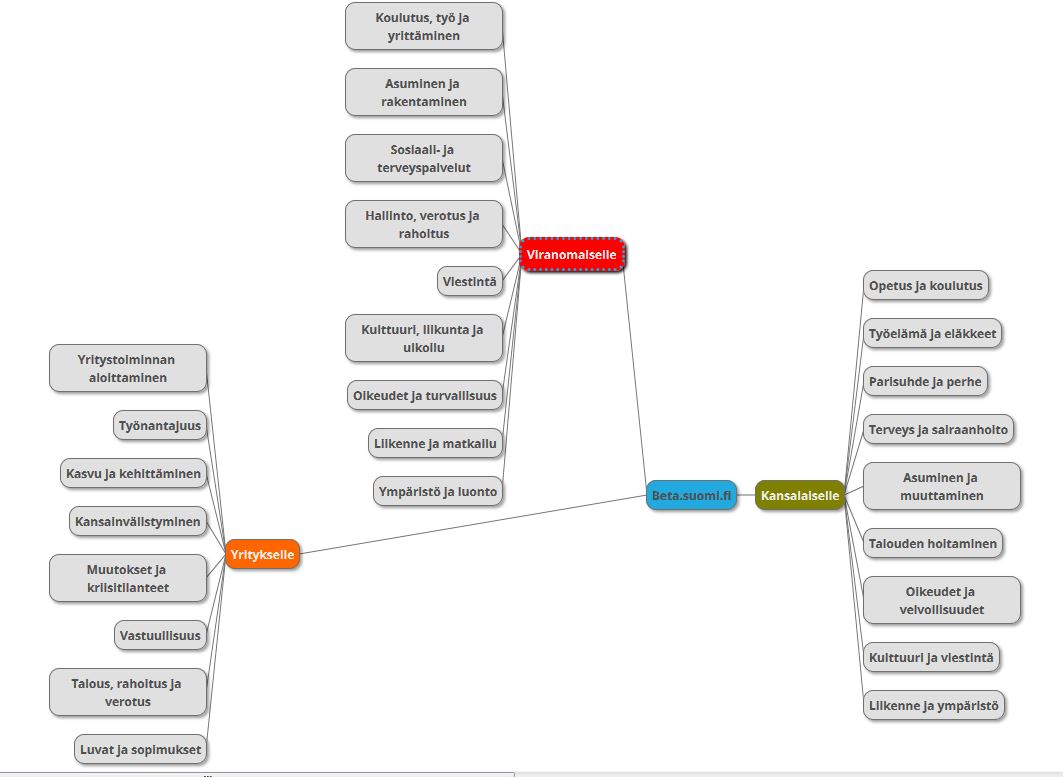 Koulutus, työ ja
yrittäminen
Asuminen ja
rakentaminen
Sosiaali- ja
terveyspalvelut
Hallinto, verotus ja
rahoitus
Viestintä
Kulttuuri, liikunta ja
ulkoilu
Oikeudet ja turvallisuus
Liikenne ja matkailu
Ympäristö ja luonto
Viranomaiselle
Yritystoiminnan
aloittaminen
Työnantajuus
Kasvu ja kehittäminen
Kansainvälistyminen
Muutokset ja
kriisitilanteet
Vastuullisuus
Talous, rahoitus ja
verotus
Luvat ja sopimukset
Yritykselle
Beta.suomi.fi
Kansalaiselle
Opetus ja koulutus
Työelämä ja eläkkeet
Parisuhde ja perhe
Terveys ja sairaanhoito
Asuminen ja
muuttaminen
Talouden hoitaminen
Oikeudet ja
velvollisuudet
Kulttuuri ja viestintä
Liikenne ja ympäristö